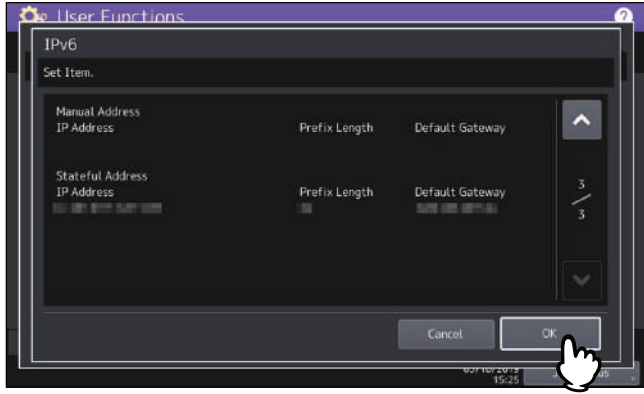 User Functions
?
IPv6
Set Item.
Manual Address
IP Address Prefix Length Default Gateway
Stateful Address
IP Address Prefix Length Default Gateway
3
3
Cancel OK
15:25